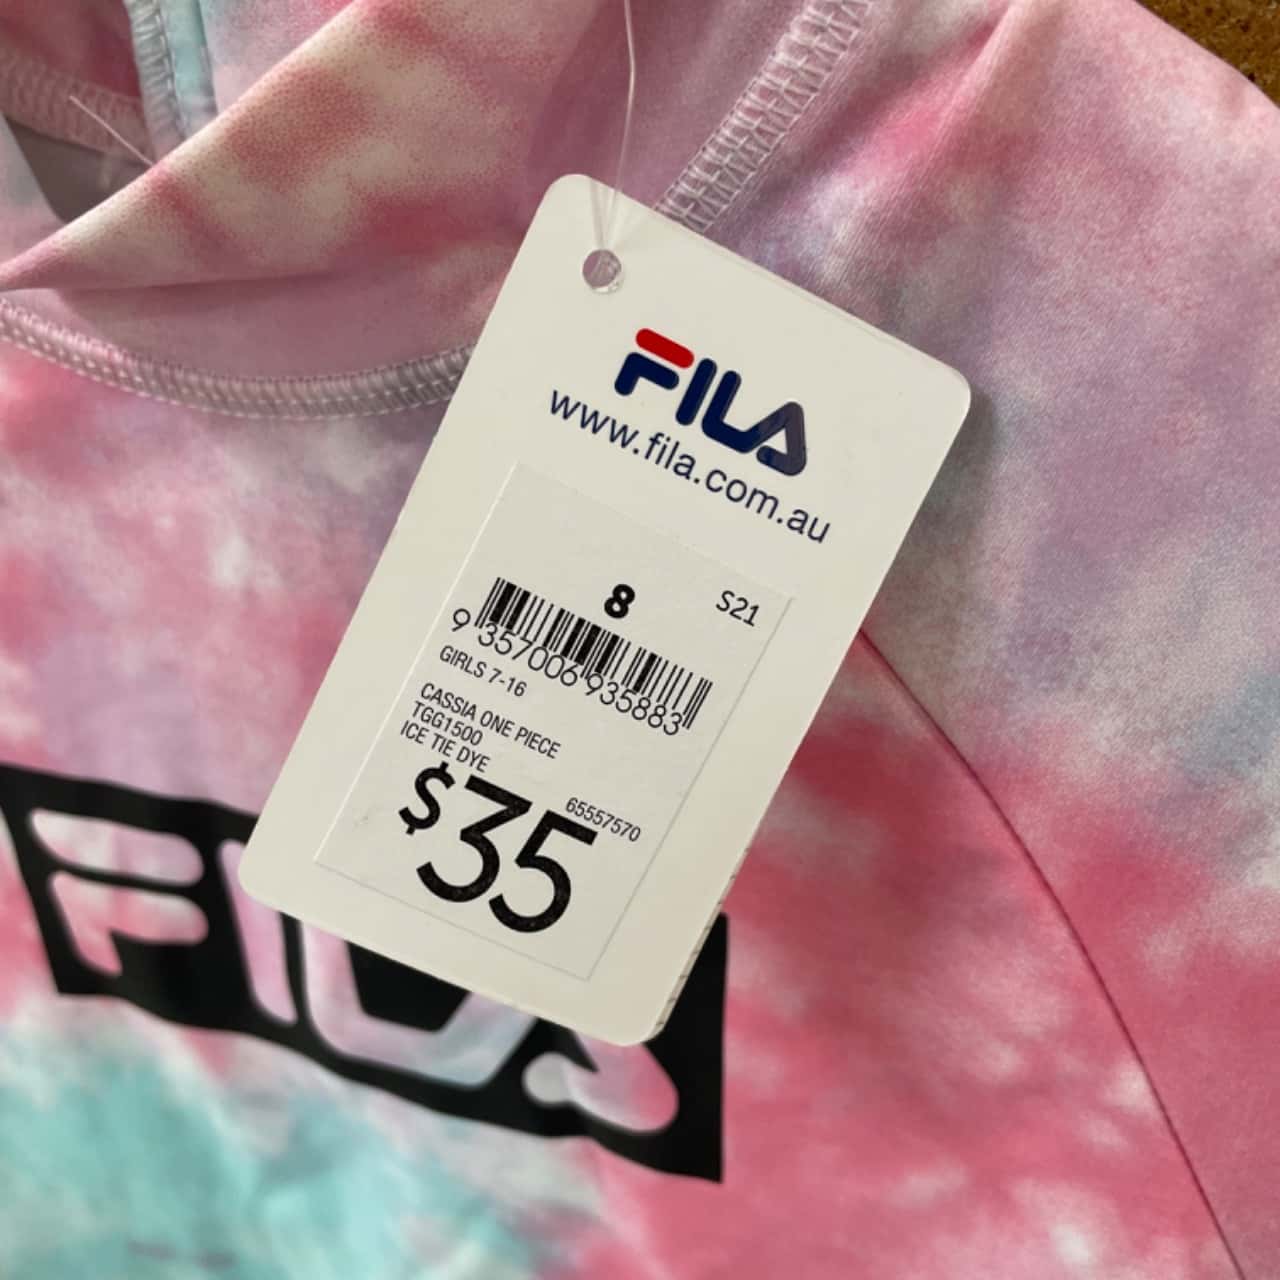 FILA
www.fila.com.au
8 S21
9 357006 935883
GIRLS 7-16
CASSIA ONE PIECE
TGG1500
ICE TIE DYE
65557570
$35
FILA